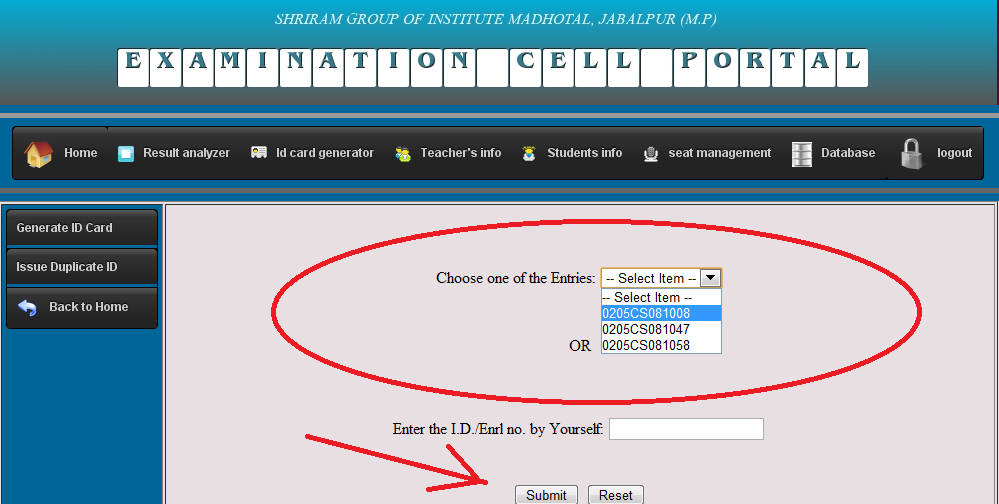 SHRIRAM GROUP OF INSTITUTE MADHOTAL, JABALPUR (M.P)
EXAMINATION CELL PORTAL
Home Result analyzer Id card generator Teacher's info Students info seat management Database logout
Generate ID Card
Issue Duplicate ID
Back to Home
Choose one of the Entries: -- Select Item --
-- Select Item --
0205CS081008
0205CS081047
0205CS081058
OR
Enter the I.D./Enrl no. by Yourself:
Submit Reset